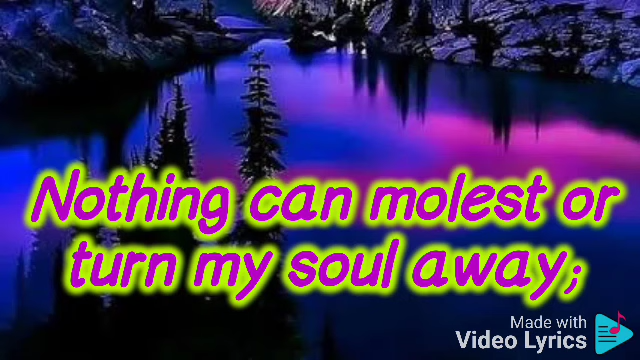 Nothing can molest or
turn my soul away;
Made with
Video Lyrics